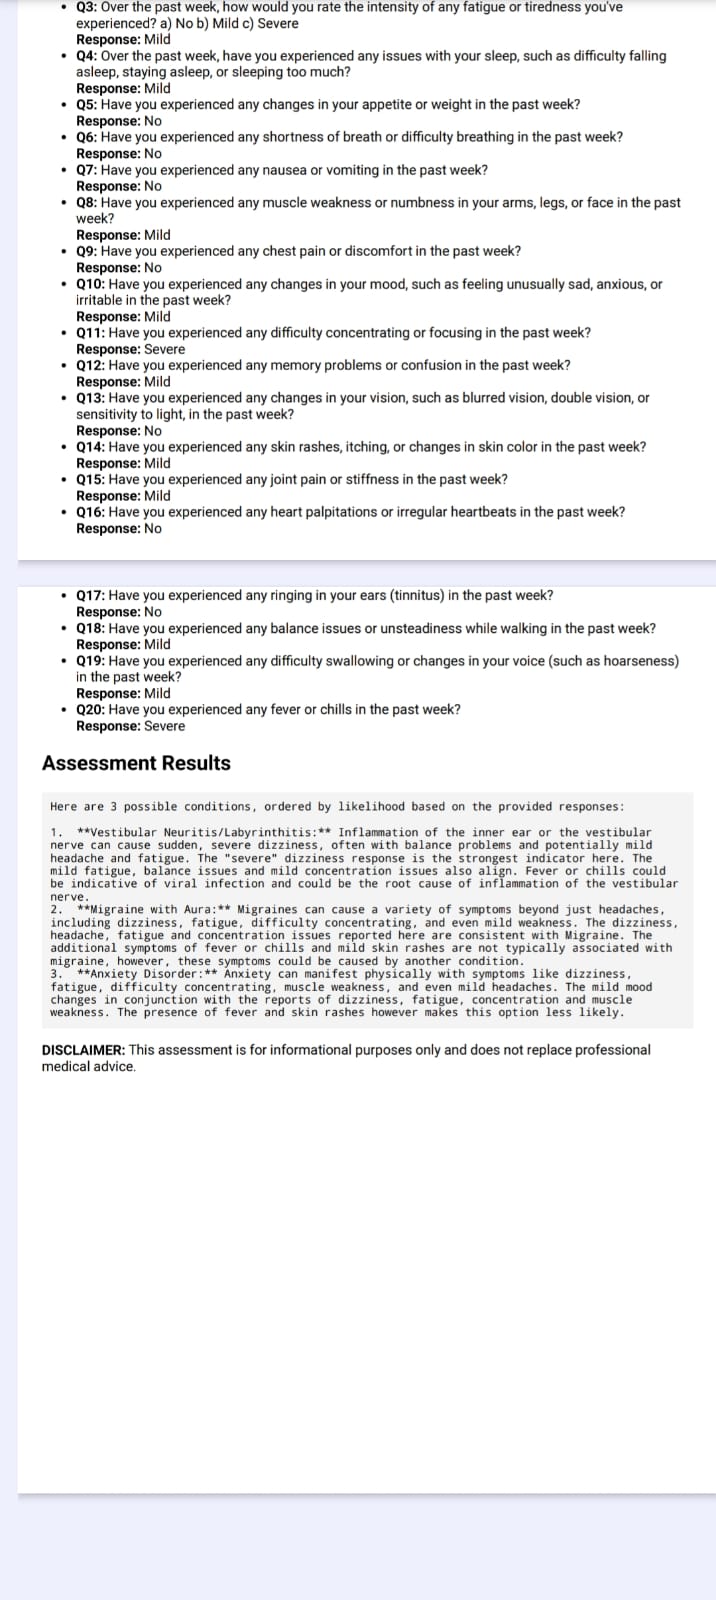 • Q3: Over the past week, how would you rate the intensity of any fatigue or tiredness you've
experienced? a) No b) Mild c) Severe
Response: Mild
• Q4: Over the past week, have you experienced any issues with your sleep, such as difficulty falling
asleep, staying asleep, or sleeping too much?
Response: Mild
• Q5: Have you experienced any changes in your appetite or weight in the past week?
Response: No
• Q6: Have you experienced any shortness of breath or difficulty breathing in the past week?
Response: No
• Q7: Have you experienced any nausea or vomiting in the past week?
Response: No
• Q8: Have you experienced any muscle weakness or numbness in your arms, legs, or face in the past
week?
Response: Mild
• Q9: Have you experienced any chest pain or discomfort in the past week?
Response: No
• Q10: Have you experienced any changes in your mood, such as feeling unusually sad, anxious, or
irritable in the past week?
Response: Mild
• Q11: Have you experienced any difficulty concentrating or focusing in the past week?
Response: Severe
• Q12: Have you experienced any memory problems or confusion in the past week?
Response: Mild
• Q13: Have you experienced any changes in your vision, such as blurred vision, double vision, or
sensitivity to light, in the past week?
Response: No
• Q14: Have you experienced any skin rashes, itching, or changes in skin color in the past week?
Response: Mild
• Q15: Have you experienced any joint pain or stiffness in the past week?
Response: Mild
• Q16: Have you experienced any heart palpitations or irregular heartbeats in the past week?
Response: No
• Q17: Have you experienced any ringing in your ears (tinnitus) in the past week?
Response: No
• Q18: Have you experienced any balance issues or unsteadiness while walking in the past week?
Response: Mild
• Q19: Have you experienced any difficulty swallowing or changes in your voice (such as hoarseness)
in the past week?
Response: Mild
• Q20: Have you experienced any fever or chills in the past week?
Response: Severe
Assessment Results
Here are 3 possible conditions, ordered by likelihood based on the provided responses:
1. **Vestibular Neuritis/Labyrinthitis:** Inflammation of the inner ear or the vestibular
nerve can cause sudden, severe dizziness, often with balance problems and potentially mild
headache and fatigue. The "severe" dizziness response is the strongest indicator here. The
mild fatigue, balance issues and mild concentration issues also align. Fever or chills could
be indicative of viral infection and could be the root cause of inflammation of the vestibular
nerve.
2. **Migraine with Aura:** Migraines can cause a variety of symptoms beyond just headaches,
including dizziness, fatigue, difficulty concentrating, and even mild weakness. The dizziness,
headache, fatigue and concentration issues reported here are consistent with Migraine. The
additional symptoms of fever or chills and mild skin rashes are not typically associated with
migraine, however, these symptoms could be caused by another condition.
3. **Anxiety Disorder:** Anxiety can manifest physically with symptoms like dizziness,
fatigue, difficulty concentrating, muscle weakness, and even mild headaches. The mild mood
changes in conjunction with the reports of dizziness, fatigue, concentration and muscle
weakness. The presence of fever and skin rashes however makes this option less likely.
DISCLAIMER: This assessment is for informational purposes only and does not replace professional
medical advice.